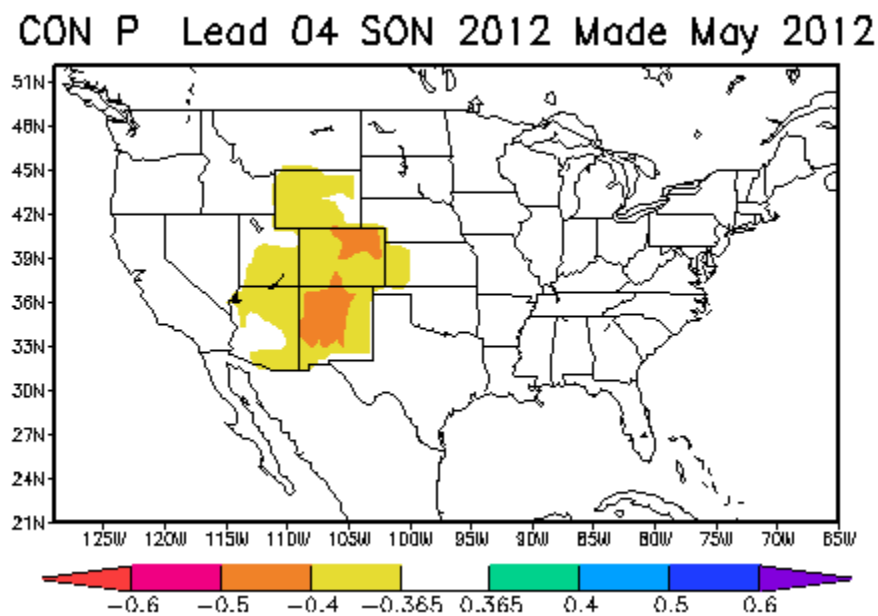 CON P Lead 04 SON 2012 Made May 2012
51N
48N
45N
42N
39N
36N
33N
30N
27N
24N
21N
125W 120W 115W 110W 105W 100W 95W 90W 85W 80W 75W 70W 65W
-0.6 -0.5 -0.4 -0.365 0.365 0.4 0.5 0.6